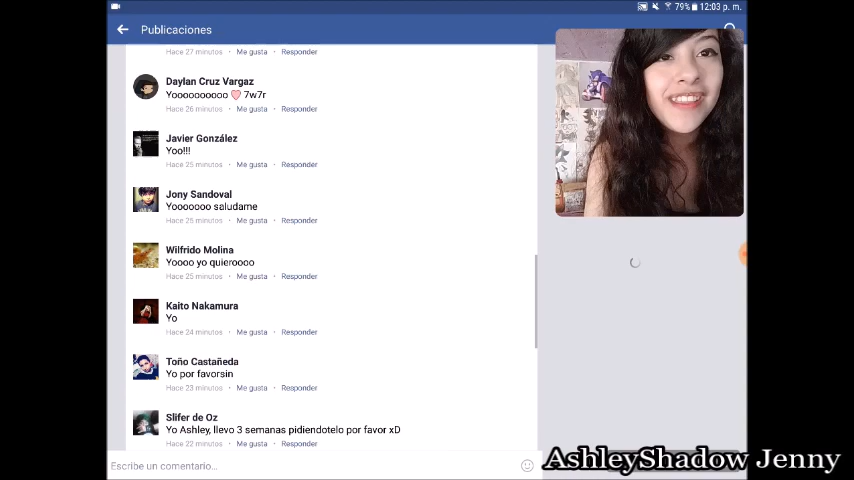 79% 12:03 p. m.
Publicaciones
Hace 27 minutos · Me gusta · Responder
Daylan Cruz Vargaz
Yoooooooooo 7w7r
Hace 26 minutos · Me gusta · Responder
Javier González
Yoo!!!
Hace 25 minutos · Me gusta · Responder
Jony Sandoval
Yooooooo saludame
Hace 25 minutos · Me gusta · Responder
Wilfrido Molina
Yoooo yo quieroooo
Hace 25 minutos · Me gusta · Responder
Kaito Nakamura
Yo
Hace 24 minutos · Me gusta · Responder
Toño Castañeda
Yo por favorsin
Hace 23 minutos · Me gusta · Responder
Slifer de Oz
Yo Ashley, llevo 3 semanas pidiendotelo por favor xD
Hace 22 minutos · Me gusta · Responder
Escribe un comentario...
AshleyShadow Jenny